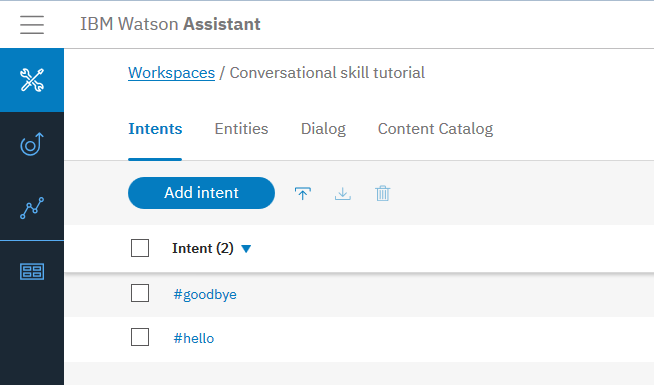 IBM Watson Assistant
Workspaces / Conversational skill tutorial
Intents Entities Dialog Content Catalog
Add intent
Intent (2)
#goodbye
#hello